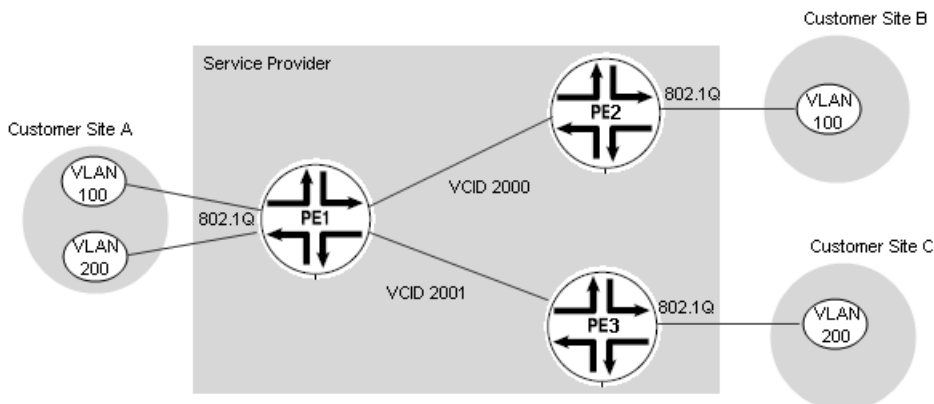 Customer Site B
Service Provider
802.1Q
PE2
VLAN
100
Customer Site A
VLAN
100
VCID 2000
802.1Q
PE1
VLAN
200
Customer Site C
VCID 2001
802.1Q
PE3
VLAN
200